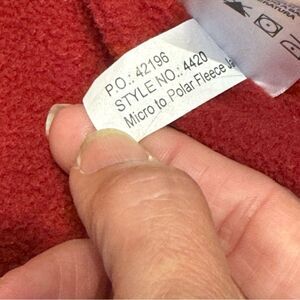 P.O.: 42196
STYLE NO.: 4420
Micro to Polar Fleece